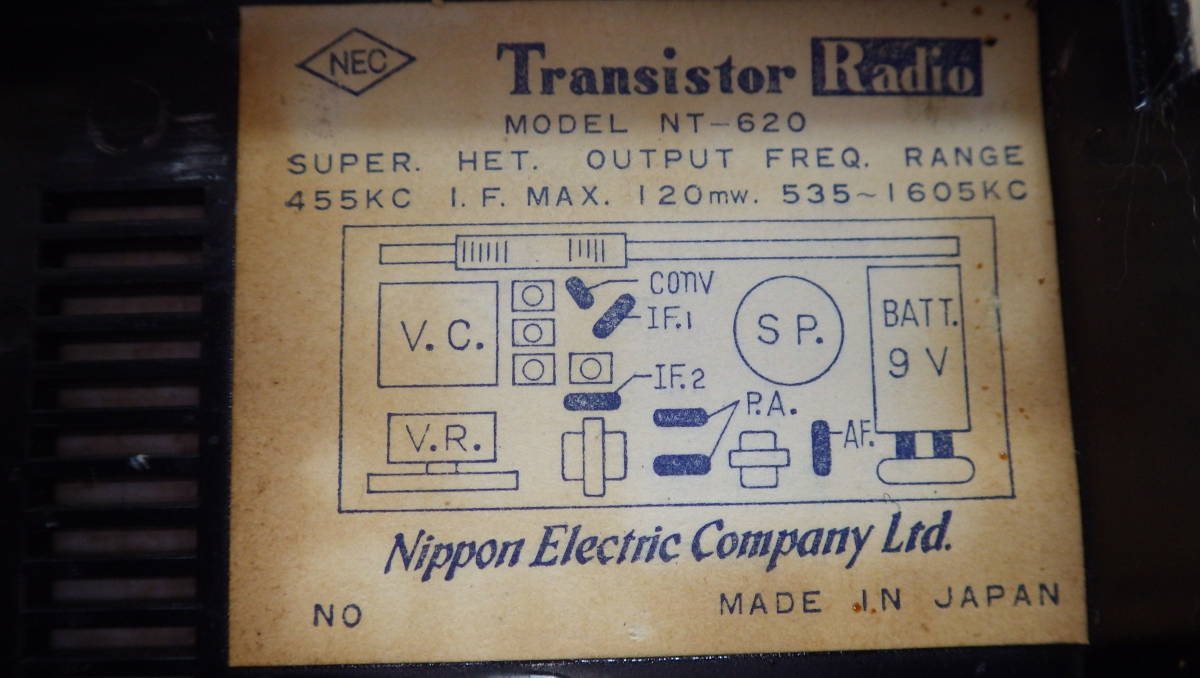 NEC
Transistor Radio
MODEL NT-620
SUPER. HET. OUTPUT FREQ. RANGE
455KC I.F. MAX. 120mw. 535~1605KC
CONV
IF.1
V.C.
SP.
BATT.
9V
IF.2
P.A.
V.R.
AF.
Nippon Electric Company Ltd.
NO
MADE IN JAPAN